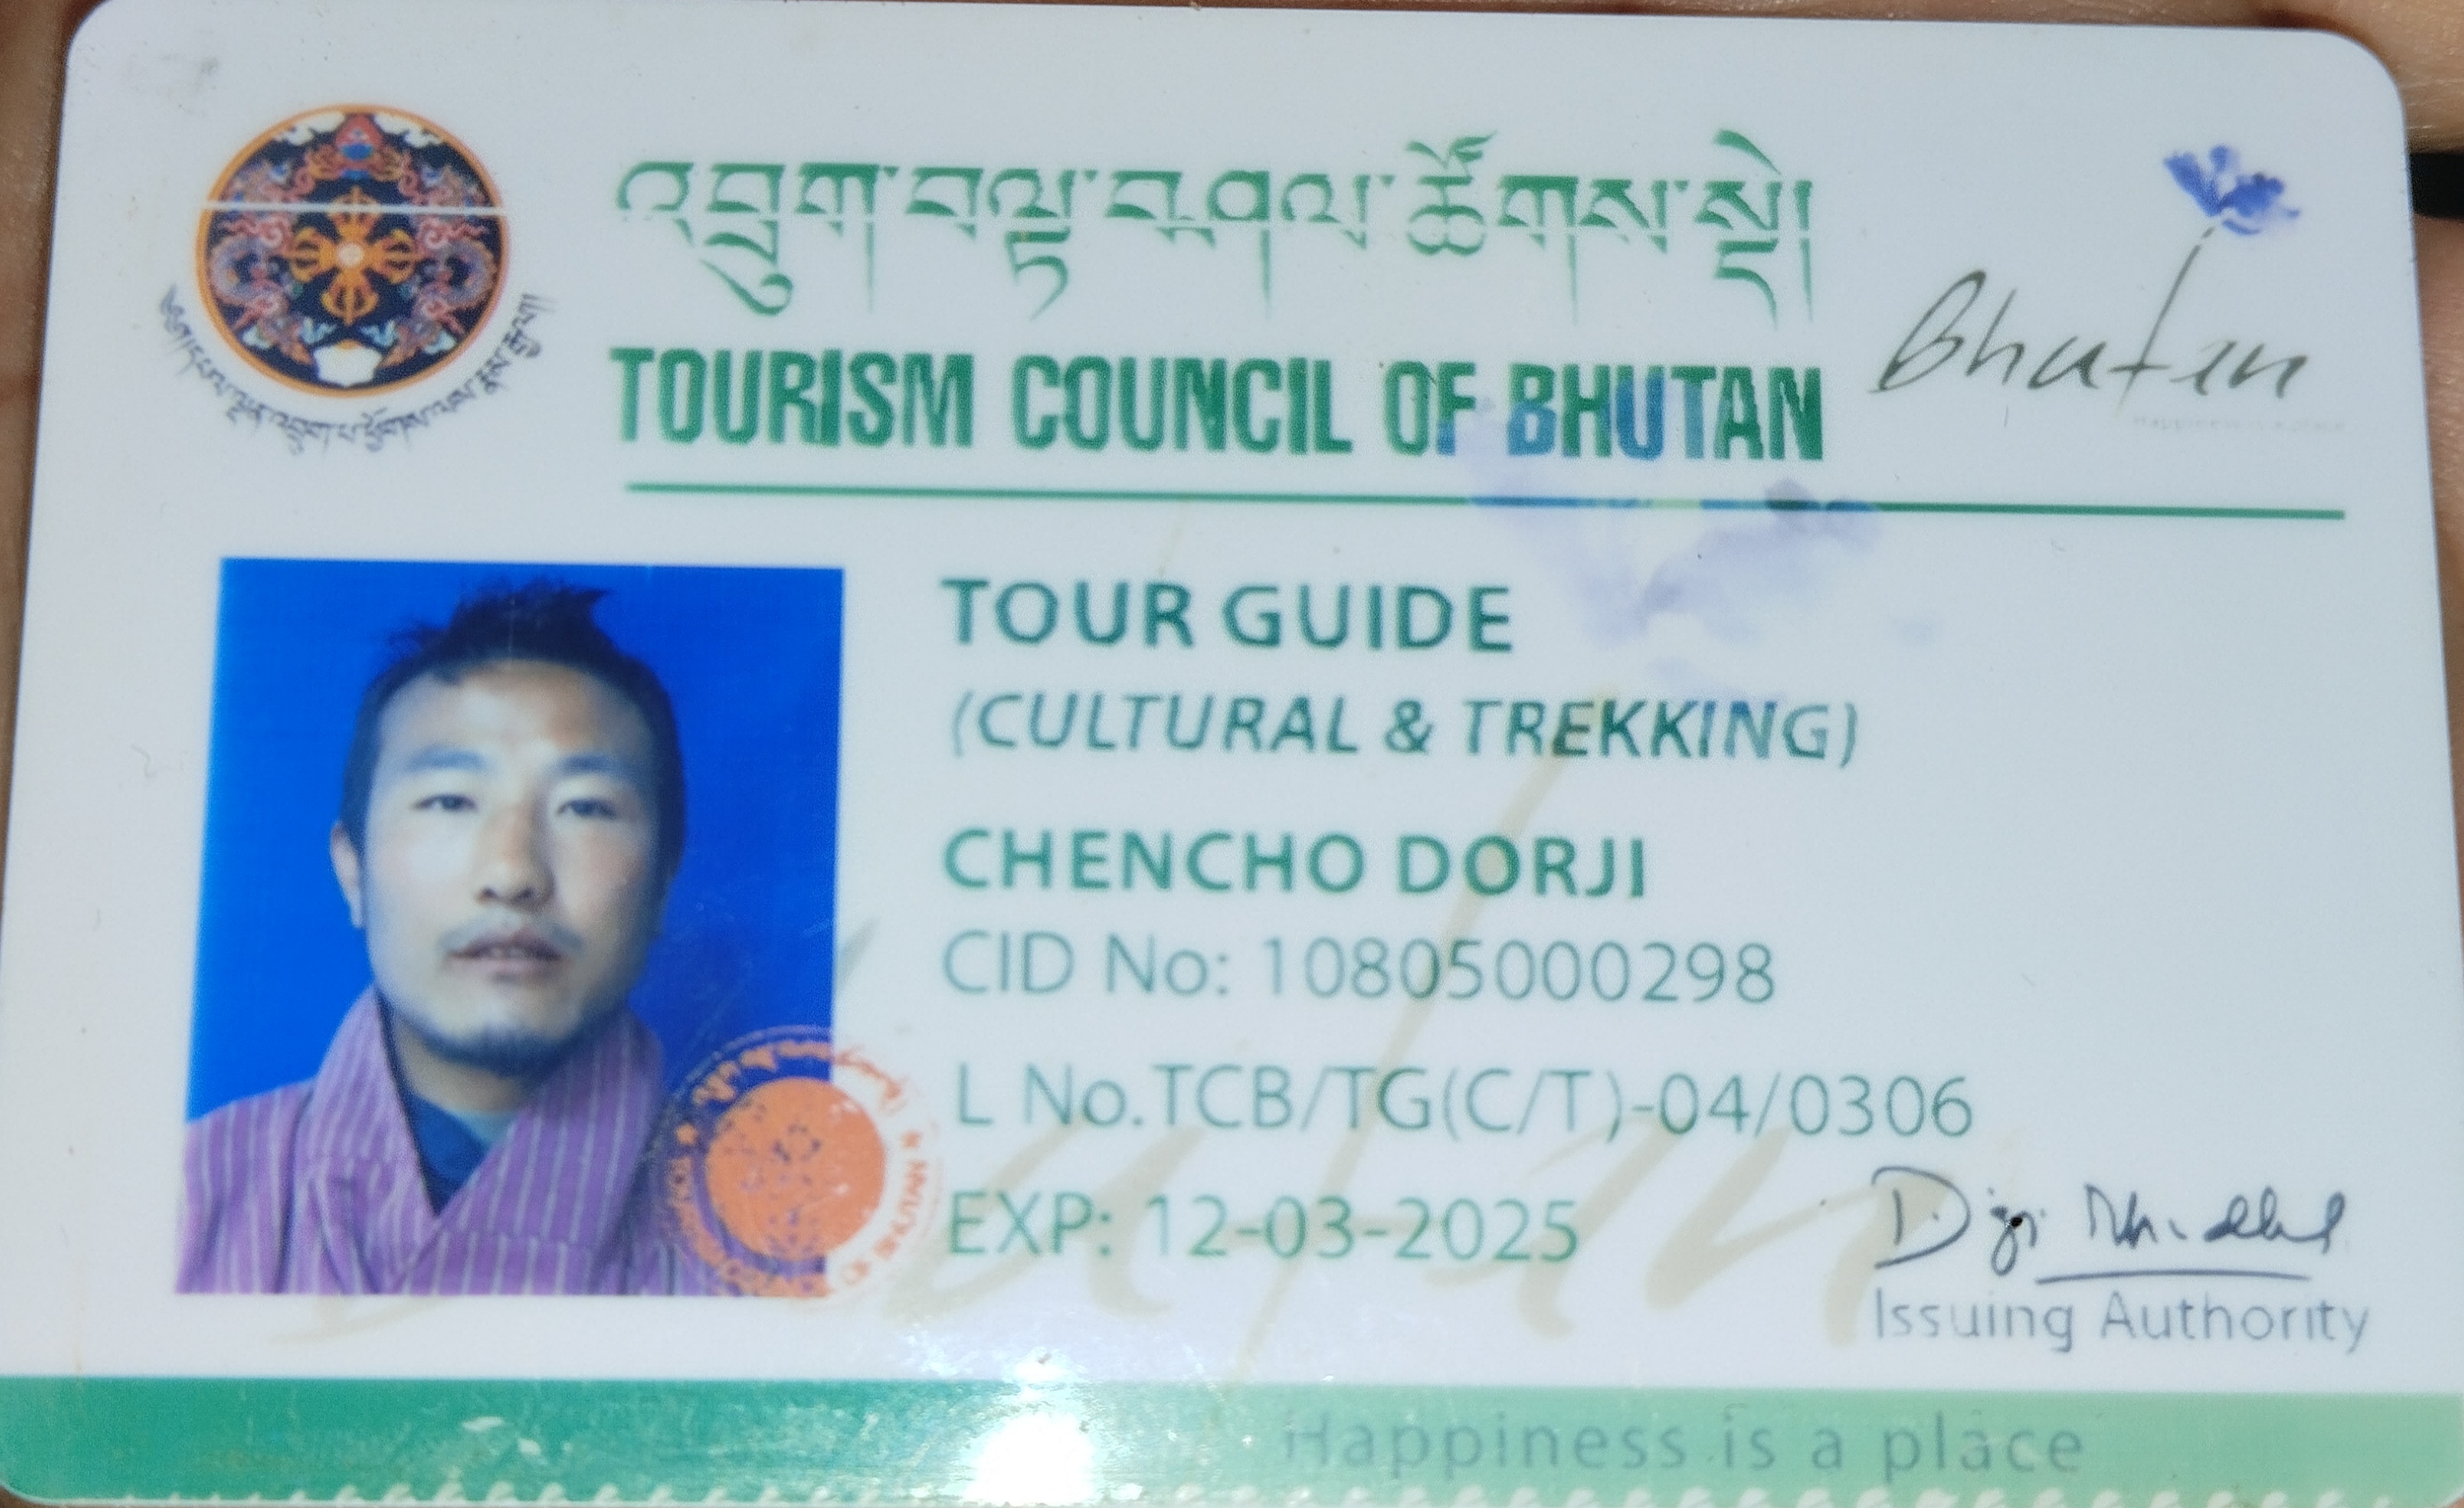 འབྲུག་བལྟ་བཤལ་ཚོགས་སྡེ།
TOURISM COUNCIL OF BHUTAN
Bhutan
TOUR GUIDE
(CULTURAL & TREKKING)
CHENCHO DORJI
CID No: 10805000298
L No.TCB/TG(C/T)-04/0306
EXP: 12-03-2025
Issuing Authority
Happiness is a place